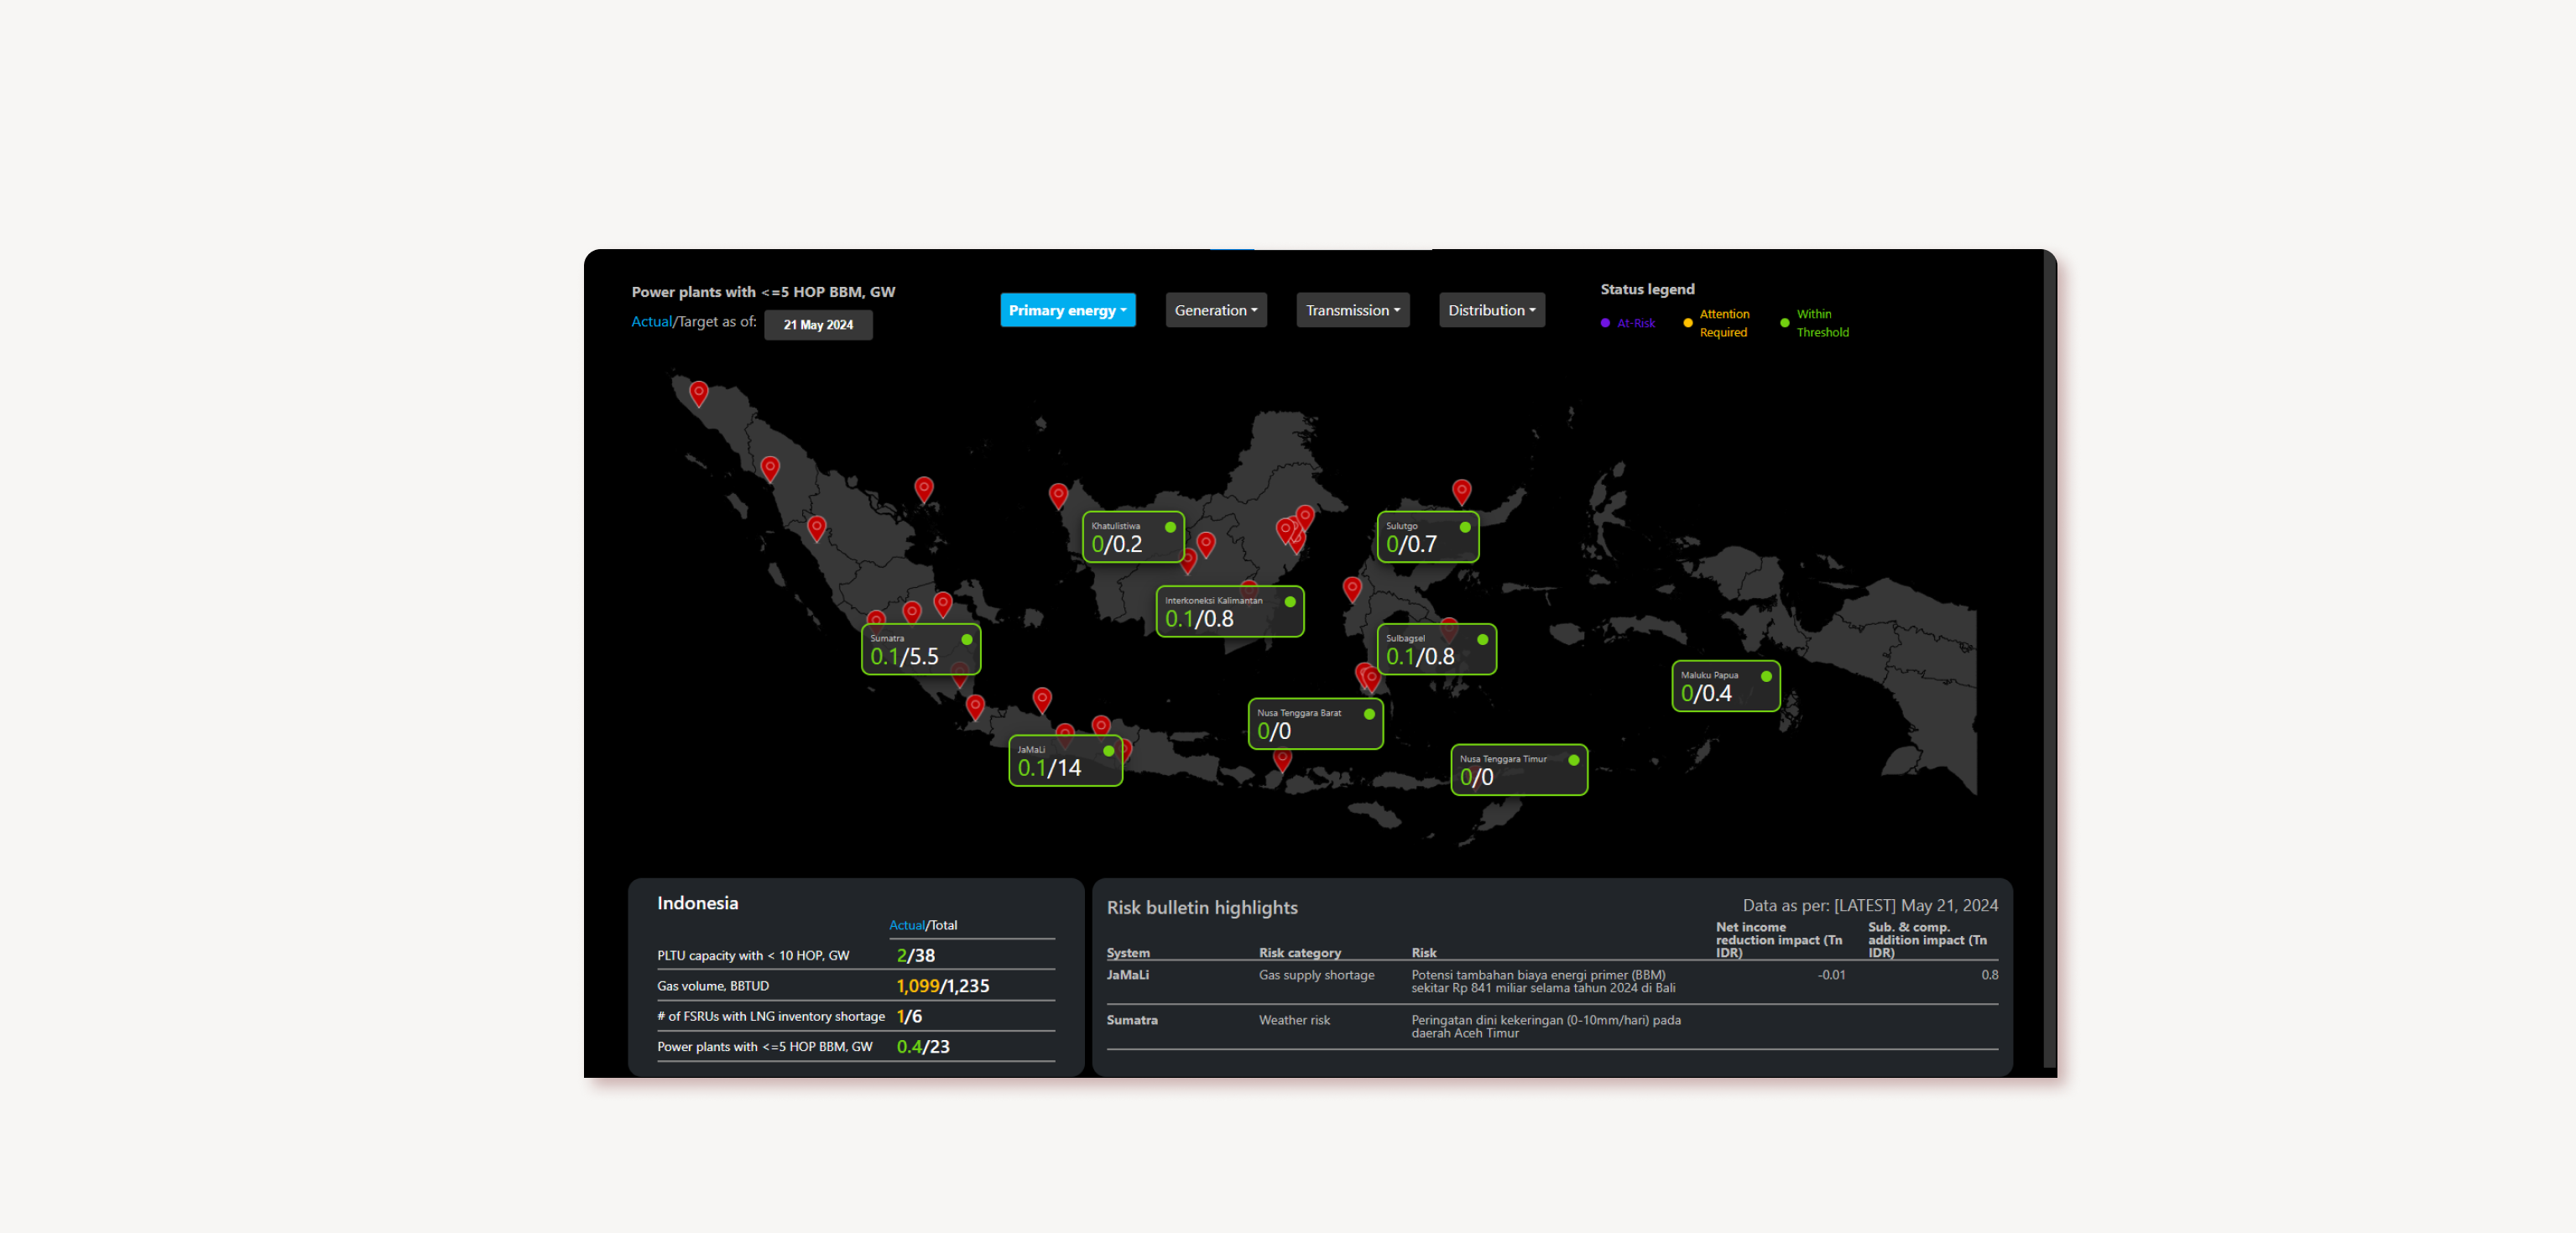 Power plants with <=5 HOP BBM, GW
Actual/Target as of: 21 May 2024
Primary energy
Generation
Transmission
Distribution
Status legend
At-Risk
Attention
Required
Within
Threshold
Khatulistiwa
0/0.2
Sulutgo
0/0.7
Interkoneksi Kalimantan
0.1/0.8
Sumatra
0.1/5.5
Sulbagsel
0.1/0.8
Maluku Papua
0/0.4
Nusa Tenggara Barat
0/0
JaMaLi
0.1/14
Nusa Tenggara Timur
0/0
Indonesia
Actual/Total
PLTU capacity with < 10 HOP, GW 2/38
Gas volume, BBTUD 1,099/1,235
# of FSRUs with LNG inventory shortage 1/6
Power plants with <=5 HOP BBM, GW 0.4/23
Risk bulletin highlights
Data as per: [LATEST] May 21, 2024
System
Risk category
Risk
Net income
reduction impact (Tn
IDR)
Sub. & comp.
addition impact (Tn
IDR)
JaMaLi
Gas supply shortage
Potensi tambahan biaya energi primer (BBM)
sekitar Rp 841 miliar selama tahun 2024 di Bali
-0.01
0.8
Sumatra
Weather risk
Peringatan dini kekeringan (0-10mm/hari) pada
daerah Aceh Timur